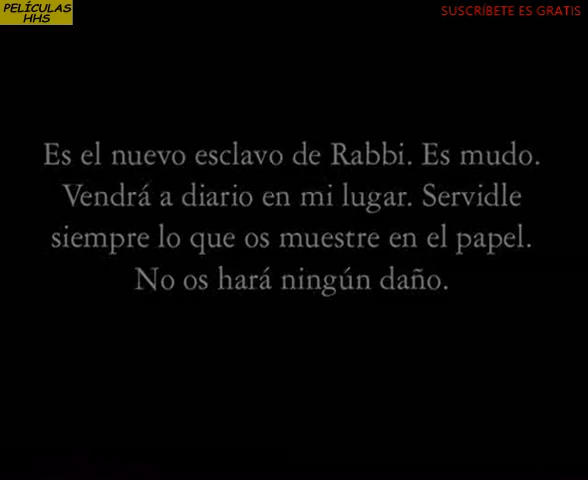 PELÍCULAS
HHS
SUSCRÍBETE ES GRATIS
Es el nuevo esclavo de Rabbi. Es mudo.
Vendrá a diario en mi lugar. Servidle
siempre lo que os muestre en el papel.
No os hará ningún daño.